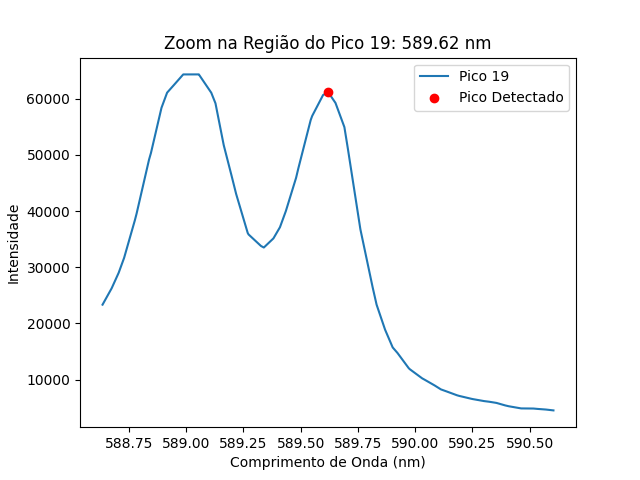 Zoom na Região do Pico 19: 589.62 nm
Pico 19
Pico Detectado
Intensidade
60000
50000
40000
30000
20000
10000
588.75 589.00 589.25 589.50 589.75 590.00 590.25 590.50
Comprimento de Onda (nm)